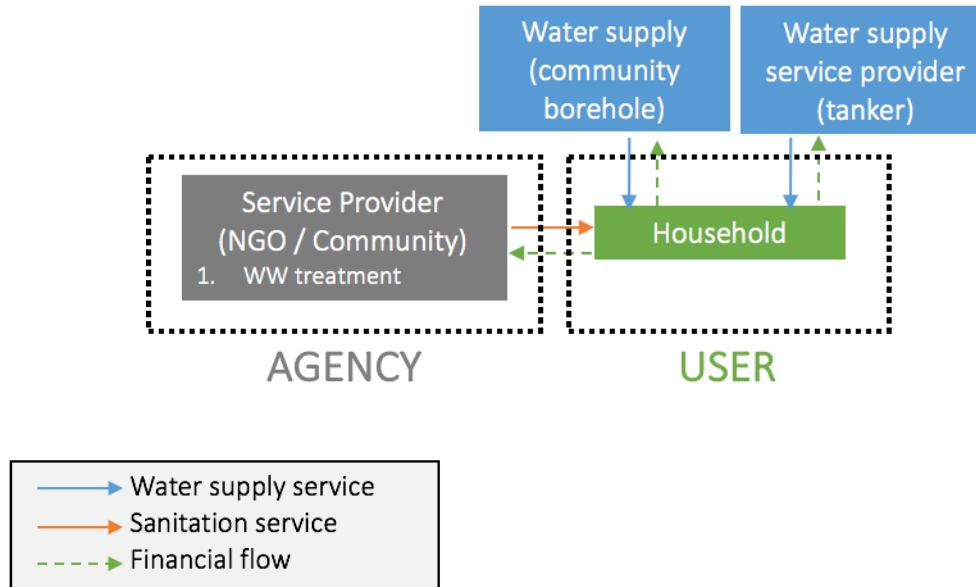 Water supply
(community
borehole)
Water supply
service provider
(tanker)
Service Provider
(NGO / Community)
1. WW treatment
Household
AGENCY
USER
Water supply service
Sanitation service
Financial flow